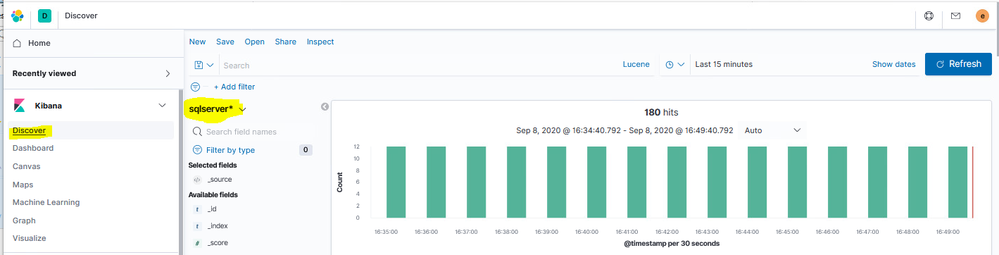 D
Discover
e
Home
Recently viewed
Kibana
Discover
Dashboard
Canvas
Maps
Machine Learning
Graph
Visualize
New Save Open Share Inspect
Search
Lucene
Last 15 minutes
Show dates
Refresh
+ Add filter
sqlserver*
Search field names
Filter by type 0
Selected fields
</> _source
Available fields
t _id
t _index
# _score
180 hits
Sep 8, 2020 @ 16:34:40.792 - Sep 8, 2020 @ 16:49:40.792 Auto
Count
12
10
8
6
4
2
0
16:35:00 16:36:00 16:37:00 16:38:00 16:39:00 16:40:00 16:41:00 16:42:00 16:43:00 16:44:00 16:45:00 16:46:00 16:47:00 16:48:00 16:49:00
@timestamp per 30 seconds